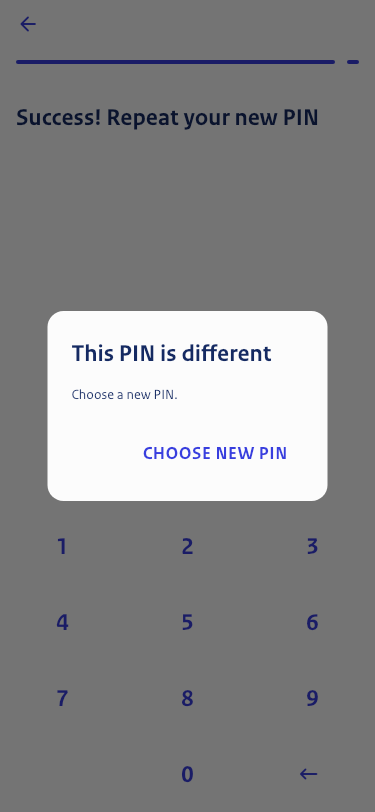 Success! Repeat your new PIN
This PIN is different
Choose a new PIN.
CHOOSE NEW PIN
1 2 3
4 5 6
7 8 9
0